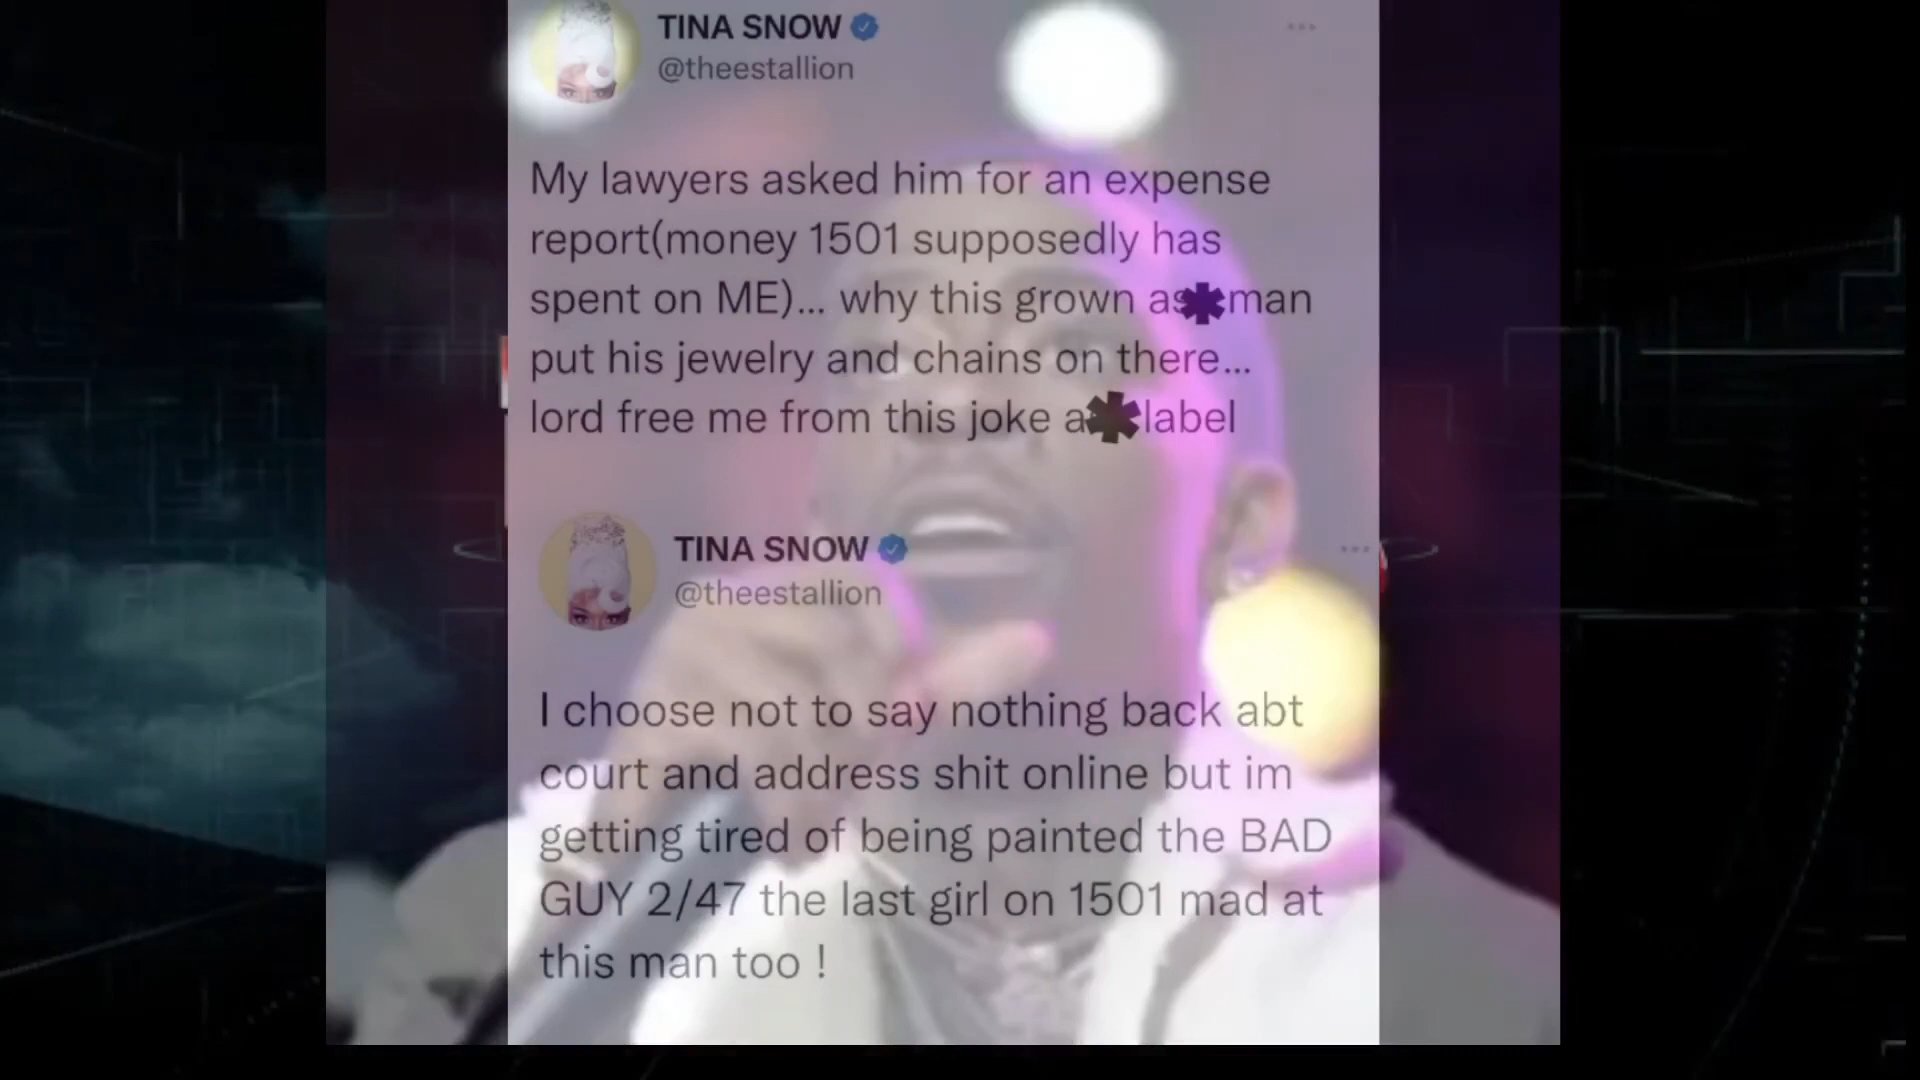 TINA SNOW
@theestallion
My lawyers asked him for an expense
report(money 1501 supposedly has
spent on ME)... why this grown as*man
put his jewelry and chains on there...
lord free me from this joke a*label
TINA SNOW
@theestallion
I choose not to say nothing back abt
court and address shit online but im
getting tired of being painted the BAD
GUY 2/47 the last girl on 1501 mad at
this man too !